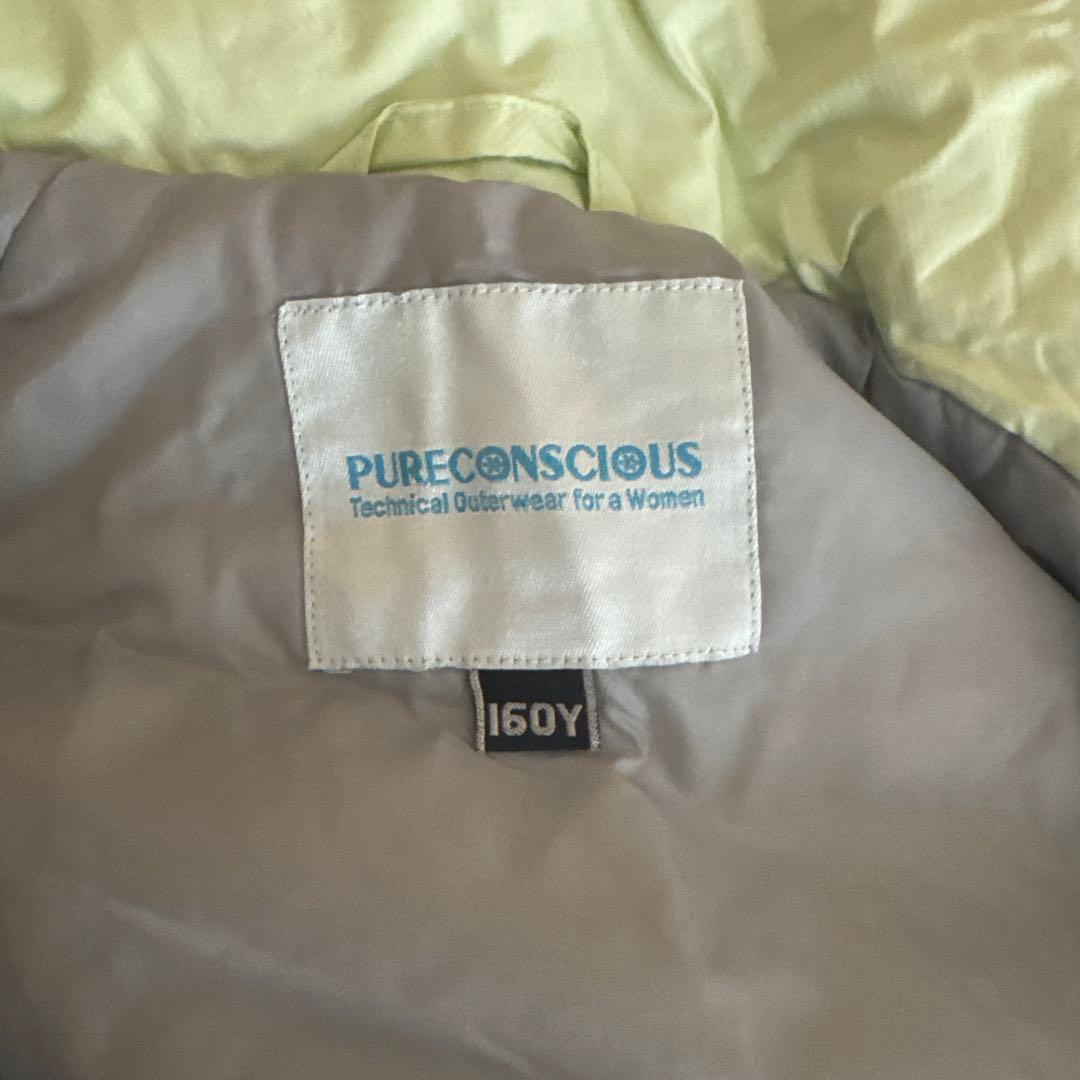 PURECONSCIOUS
Technical Outerwear for a Women
160Y